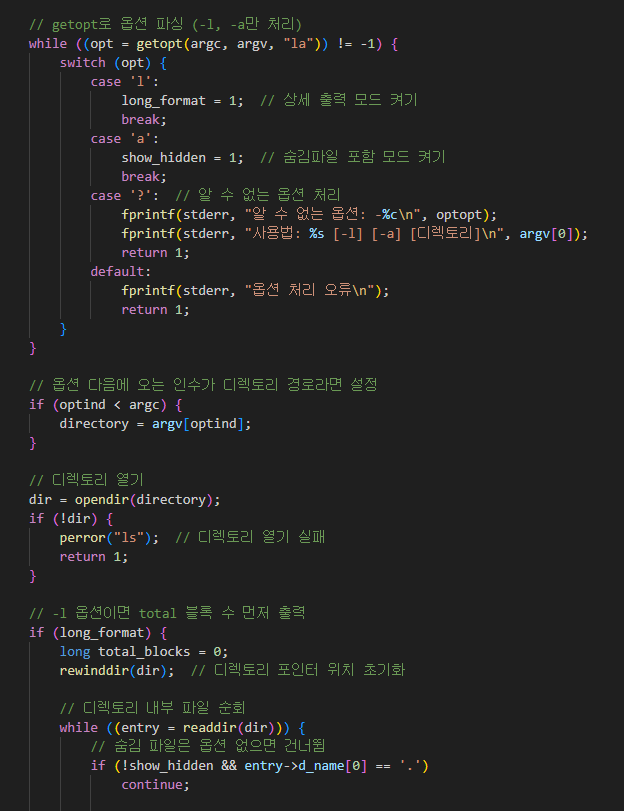 // getopt로 옵션 파싱 (-l, -a만 처리)
while ((opt = getopt(argc, argv, "la")) != -1) {
switch (opt) {
case 'l':
long_format = 1;  // 상세 출력 모드 켜기
break;
case 'a':
show_hidden = 1;  // 숨김파일 포함 모드 켜기
break;
case '?':  // 알 수 없는 옵션 처리
fprintf(stderr, "알 수 없는 옵션: -%c\n", optopt);
fprintf(stderr, "사용법: %s [-l] [-a] [디렉토리]\n", argv[0]);
return 1;
default:
fprintf(stderr, "옵션 처리 오류\n");
return 1;
}
}
// 옵션 다음에 오는 인수가 디렉토리 경로라면 설정
if (optind < argc) {
directory = argv[optind];
}
// 디렉토리 열기
dir = opendir(directory);
if (!dir) {
perror("ls");  // 디렉토리 열기 실패
return 1;
}
// -l 옵션이면 total 블록 수 먼저 출력
if (long_format) {
long total_blocks = 0;
rewinddir(dir);  // 디렉토리 포인터 위치 초기화
// 디렉토리 내부 파일 순회
while ((entry = readdir(dir))) {
// 숨김 파일은 옵션 없으면 건너뜀
if (!show_hidden && entry->d_name[0] == '.')
continue;